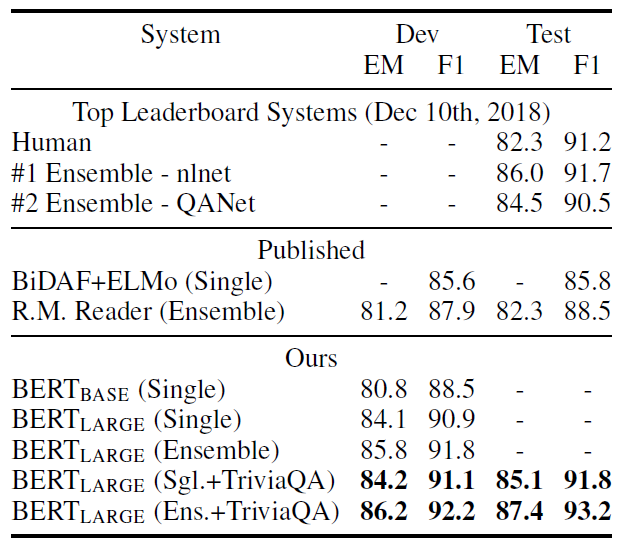 System Dev Test
EM F1 EM F1
Top Leaderboard Systems (Dec 10th, 2018)
Human - - 82.3 91.2
#1 Ensemble - nlnet - - 86.0 91.7
#2 Ensemble - QANet - - 84.5 90.5
Published
BiDAF+ELMo (Single) - 85.6 - 85.8
R.M. Reader (Ensemble) 81.2 87.9 82.3 88.5
Ours
BERTBASE (Single) 80.8 88.5 - -
BERTLARGE (Single) 84.1 90.9 - -
BERTLARGE (Ensemble) 85.8 91.8 - -
BERTLARGE (Sgl.+TriviaQA) 84.2 91.1 85.1 91.8
BERTLARGE (Ens.+TriviaQA) 86.2 92.2 87.4 93.2